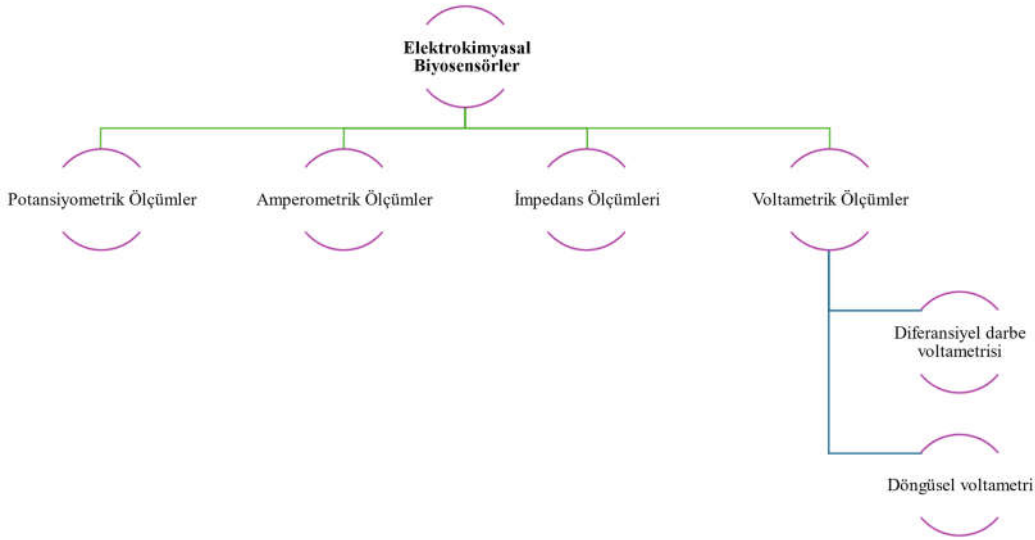 Elektrokimyasal
Biyosensörler
Potansiyometrik Ölçümler
Amperometrik Ölçümler
İmpedans Ölçümleri
Voltametrik Ölçümler
Diferansiyel darbe
voltametrisi
Döngüsel voltametri